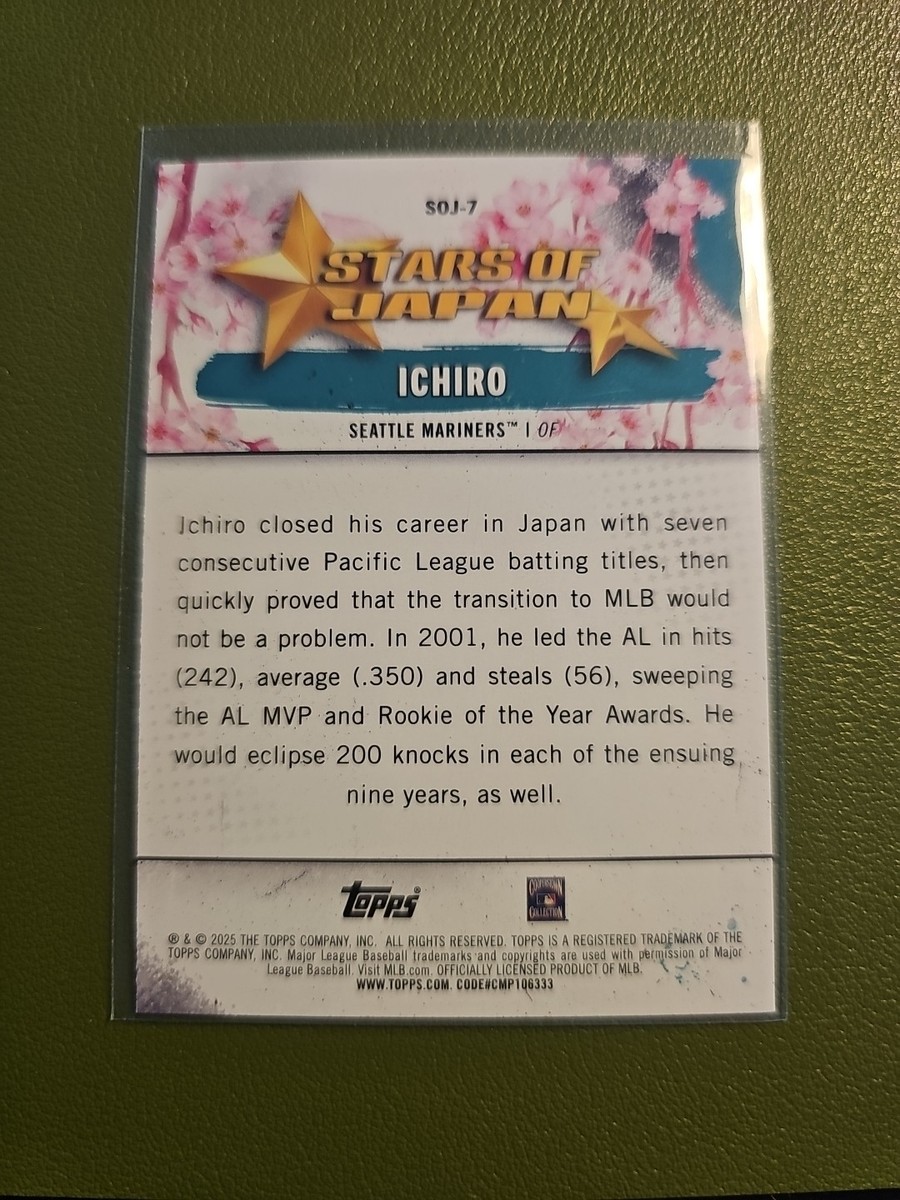 SOJ-7
STARS OF
JAPAN
ICHIRO
SEATTLE MARINERS™ | OF
Ichiro closed his career in Japan with seven
consecutive Pacific League batting titles, then
quickly proved that the transition to MLB would
not be a problem. In 2001, he led the AL in hits
(242), average (.350) and steals (56), sweeping
the AL MVP and Rookie of the Year Awards. He
would eclipse 200 knocks in each of the ensuing
nine years, as well.
topps®
COOPERSTOWN
COLLECTION
® & © 2025 THE TOPPS COMPANY, INC. ALL RIGHTS RESERVED. TOPPS IS A REGISTERED TRADEMARK OF THE
TOPPS COMPANY, INC. Major League Baseball trademarks and copyrights are used with permission of Major
League Baseball. Visit MLB.com. OFFICIALLY LICENSED PRODUCT OF MLB.
WWW.TOPPS.COM. CODE#CMP106333